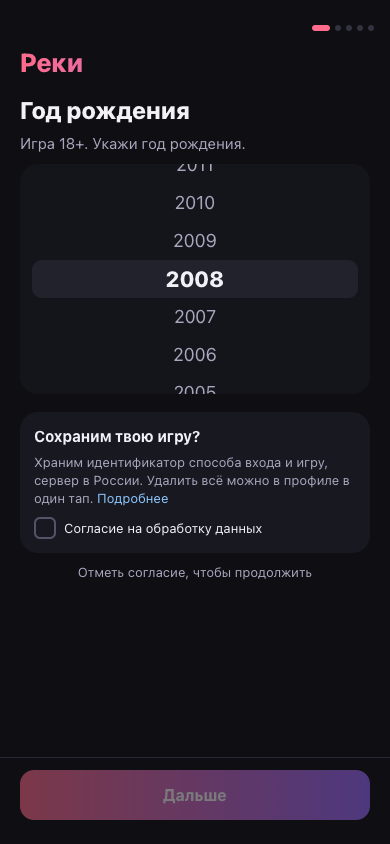 Реки
Год рождения
Игра 18+. Укажи год рождения.
2011
2010
2009
2008
2007
2006
2005
Сохраним твою игру?
Храним идентификатор способа входа и игру,
сервер в России. Удалить всё можно в профиле в
один тап. Подробнее
Согласие на обработку данных
Отметь согласие, чтобы продолжить
Дальше